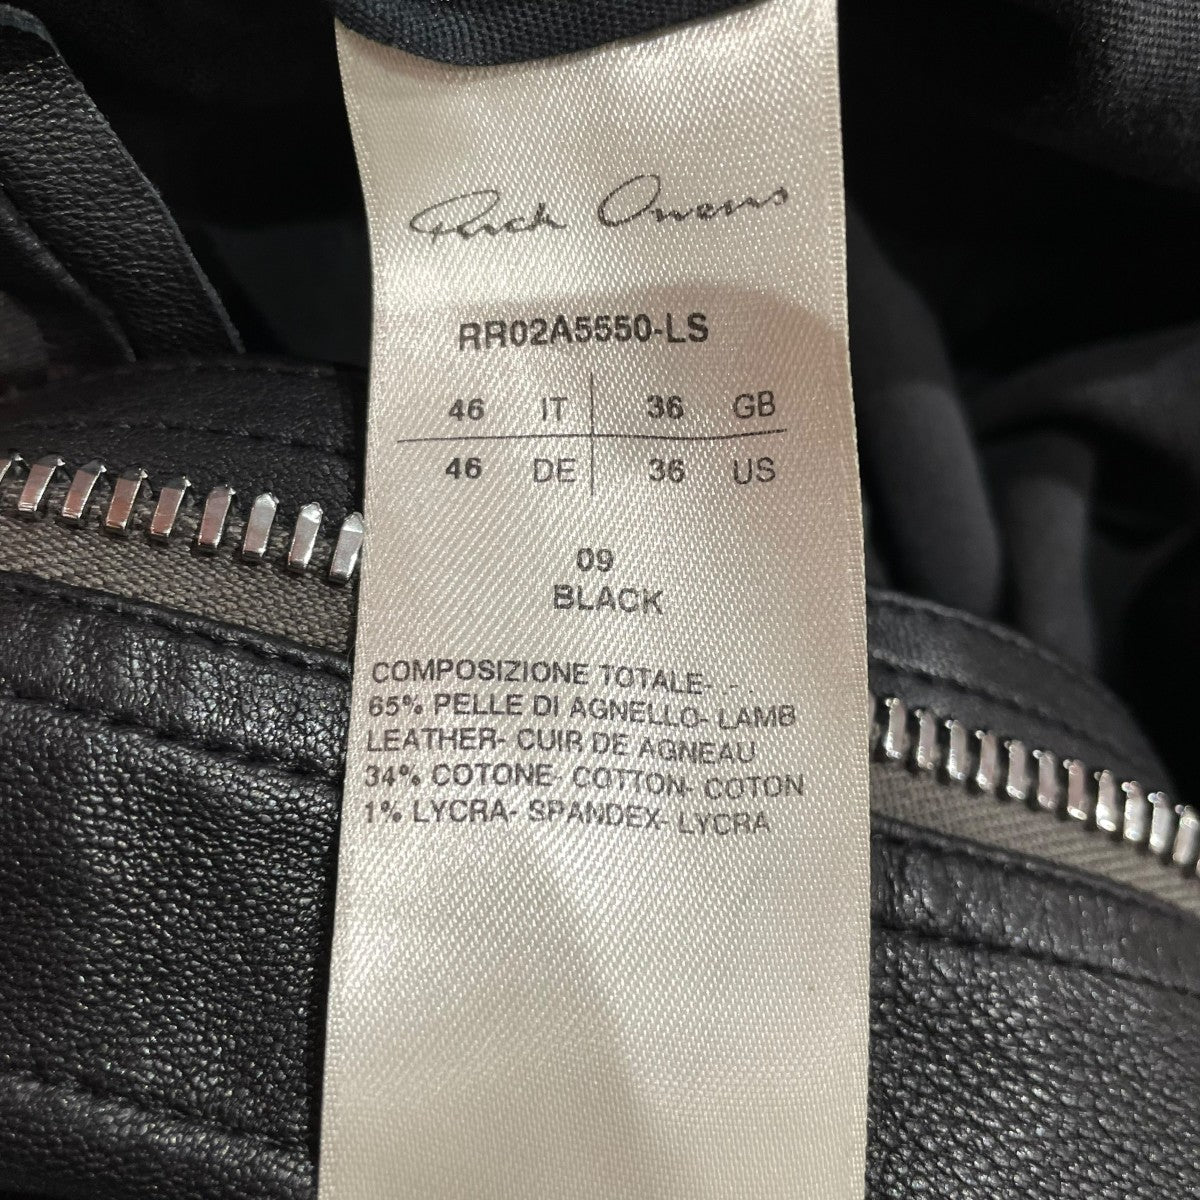 Rick Owens
RR02A5550-LS
46 IT 36 GB
46 DE 36 US
09
BLACK
COMPOSIZIONE TOTALE- - .
65% PELLE DI AGNELLO- LAMB
LEATHER- CUIR DE AGNEAU
34% COTONE- COTTON- COTON
1% LYCRA- SPANDEX- LYCRA